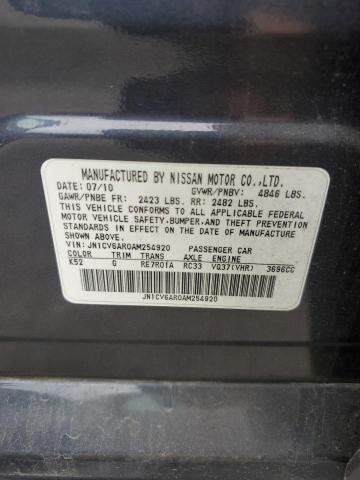 MANUFACTURED BY NISSAN MOTOR CO.,LTD.
DATE: 07/10 GVWR/PNBV: 4846 LBS.
GAWR/PNBE FR: 2423 LBS. RR: 2482 LBS.
THIS VEHICLE CONFORMS TO ALL APPLICABLE FEDERAL
MOTOR VEHICLE SAFETY,BUMPER,AND THEFT PREVENTION
STANDARDS IN EFFECT ON THE DATE OF MANUFACTURE
SHOWN ABOVE.
VIN: JN1CV6AR0AM254920 PASSENGER CAR
COLOR TRIM TRANS AXLE ENGINE
K52 G RE7R01A RC33 VQ37(VHR) 3696CC
JN1CV6AR0AM254920